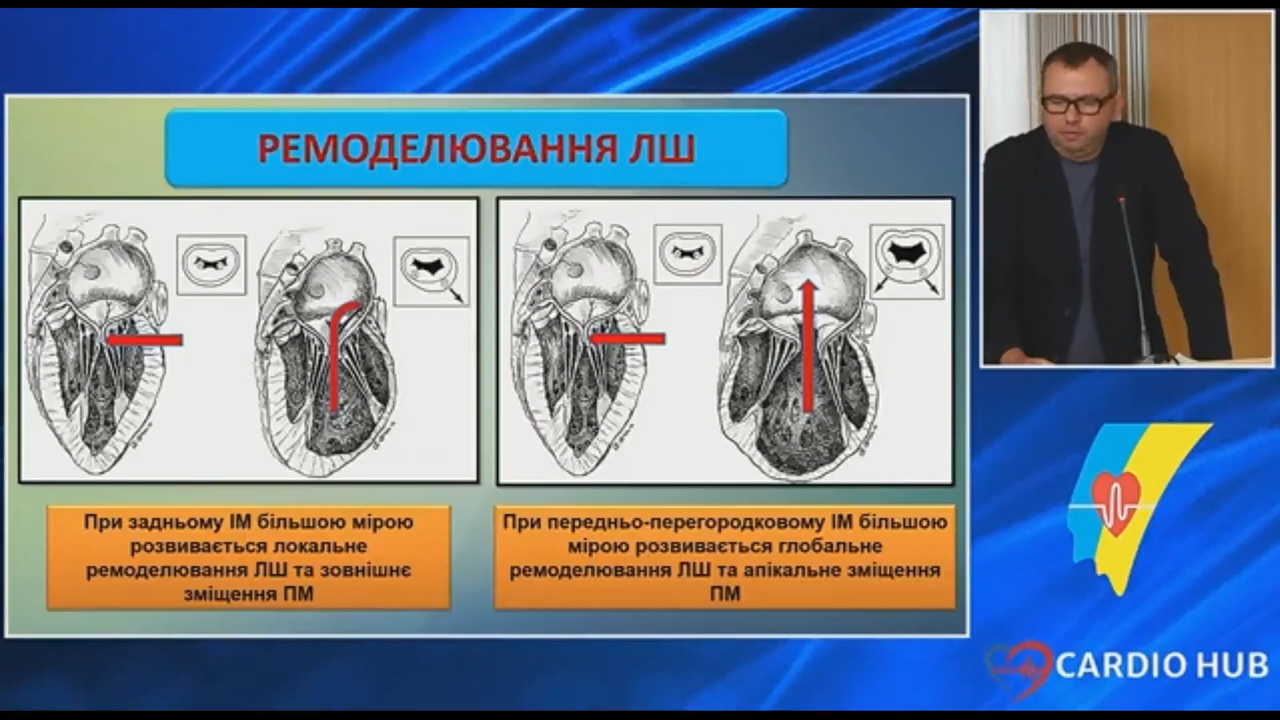 РЕМОДЕЛЮВАННЯ ЛШ
При задньому ІМ більшою мірою
розвивається локальне
ремоделювання ЛШ та зовнішнє
зміщення ПМ
При передньо-перегородковому ІМ більшою
мірою розвивається глобальне
ремоделювання ЛШ та апікальне зміщення
ПМ
CARDIO HUB